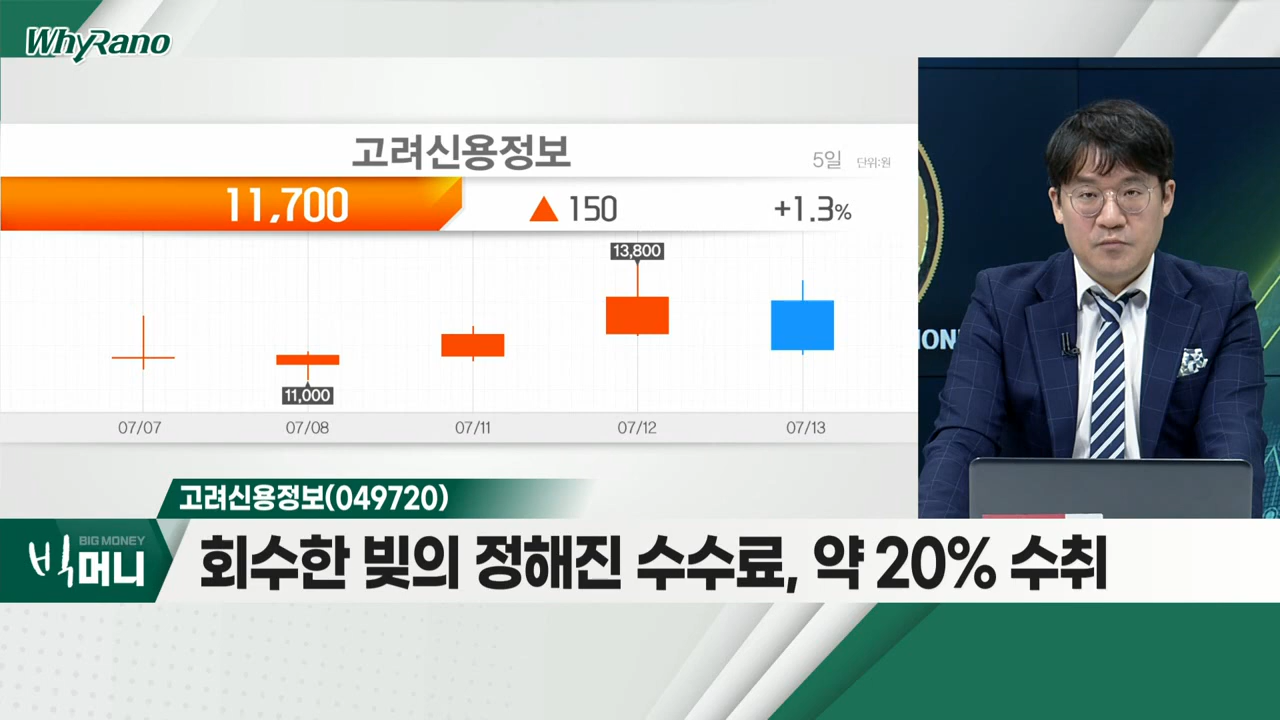 WhyRano
고려신용정보
5일 단위:원
11,700 ▲150 +1.3%
13,800
11,000
07/07 07/08 07/11 07/12 07/13
ION
고려신용정보(049720)
BIG MONEY
빅머니
회수한 빚의 정해진 수수료, 약 20% 수취